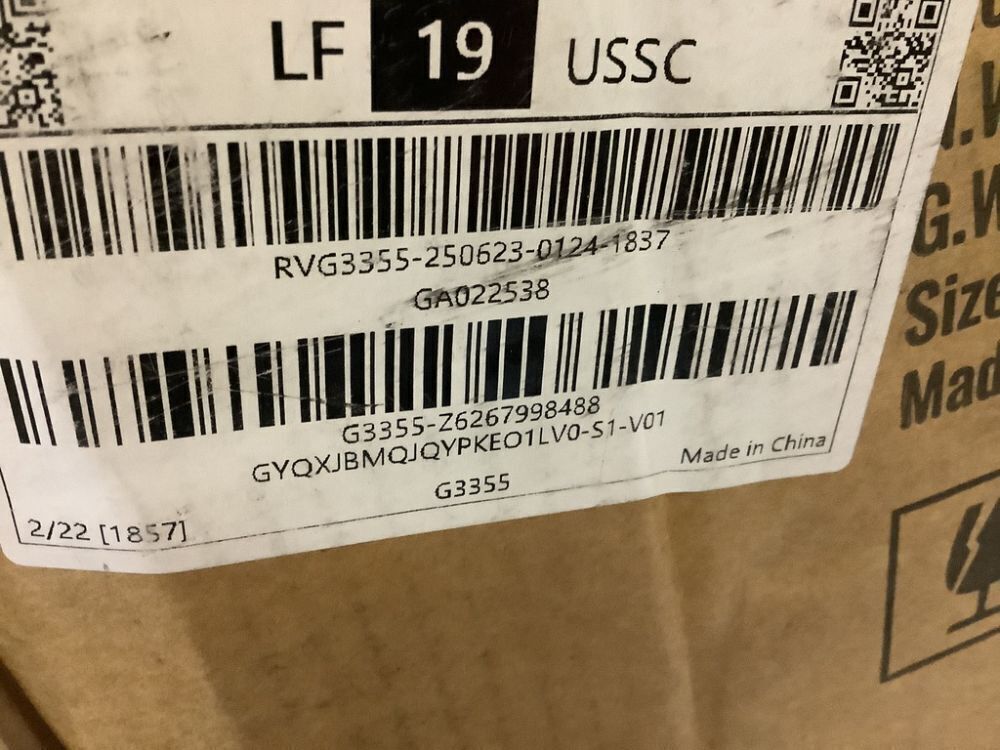 LF 19 USSC
RVG3355-250623-0124-1837
GA022538
G3355-Z6267998488
GYQXJBMQJQYPKEO1LV0-S1-V01
Made in China
G3355
2/22 [1857]
G.W
Size
Mad